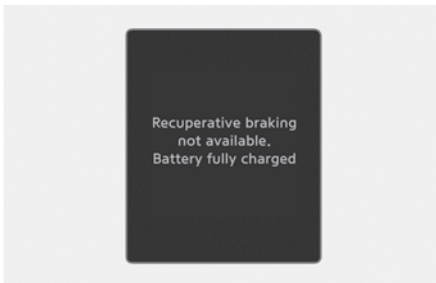 Recuperative braking
not available.
Battery fully charged